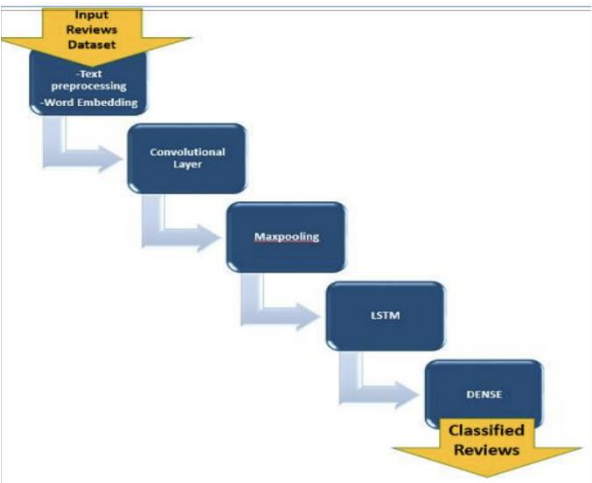 Input
Reviews
Dataset
-Text
preprocessing
-Word Embedding
Convolutional
Layer
Maxpooling
LSTM
DENSE
Classified
Reviews